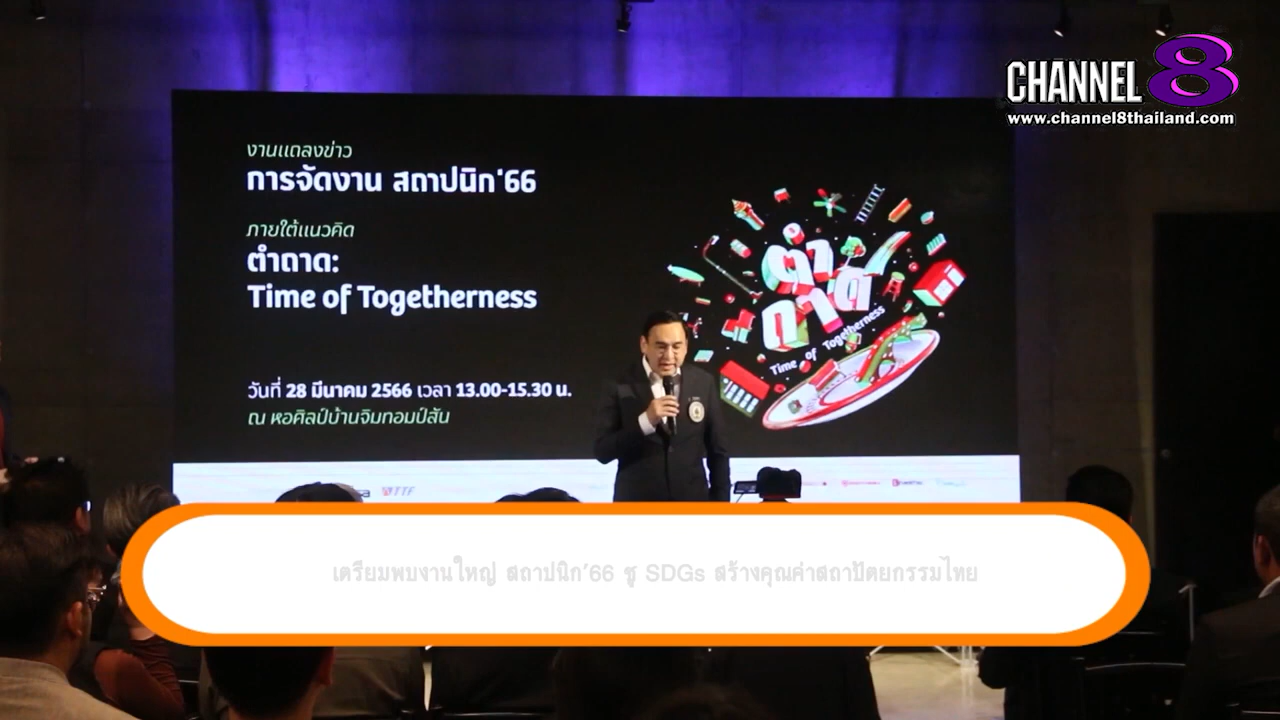 CHANNEL 8
www.channel8thailand.com
งานแถลงข่าว
การจัดงาน สถาปนิก'66
ภายใต้แนวคิด
ตำถาด:
Time of Togetherness
วันที่ 28 มีนาคม 2566 เวลา 13.00-15.30 น.
ณ หอศิลป์บ้านจิมทอมป์สัน
ตำ
ถาด
Time of Togetherness
TTF
เตรียมพบงานใหญ่ สถาปนิก’66 ชู SDGs สร้างคุณค่าสถาปัตยกรรมไทย